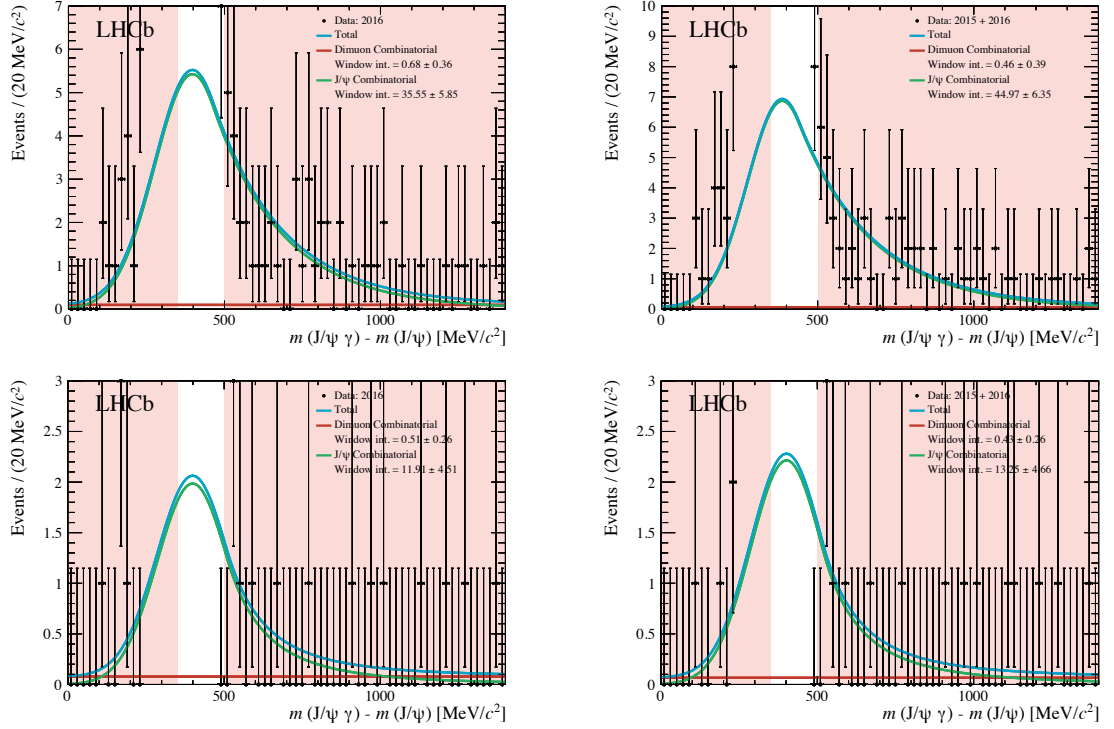 LHCb
Data: 2016
Total
Dimuon Combinatorial
Window int. = 0.68 ± 0.36
J/ψ Combinatorial
Window int. = 35.55 ± 5.85
Events / (20 MeV/c²)
7
6
5
4
3
2
1
0
0 500 1000
m (J/ψ γ) - m (J/ψ) [MeV/c²]
LHCb
Data: 2015 + 2016
Total
Dimuon Combinatorial
Window int. = 0.46 ± 0.39
J/ψ Combinatorial
Window int. = 44.97 ± 6.35
Events / (20 MeV/c²)
10
9
8
7
6
5
4
3
2
1
0
0 500 1000
m (J/ψ γ) - m (J/ψ) [MeV/c²]
LHCb
Data: 2016
Total
Dimuon Combinatorial
Window int. = 0.51 ± 0.26
J/ψ Combinatorial
Window int. = 11.91 ± 4.51
Events / (20 MeV/c²)
3
2.5
2
1.5
1
0.5
0
0 500 1000
m (J/ψ γ) - m (J/ψ) [MeV/c²]
LHCb
Data: 2015 + 2016
Total
Dimuon Combinatorial
Window int. = 0.43 ± 0.26
J/ψ Combinatorial
Window int. = 13.25 ± 4.66
Events / (20 MeV/c²)
3
2.5
2
1.5
1
0.5
0
0 500 1000
m (J/ψ γ) - m (J/ψ) [MeV/c²]